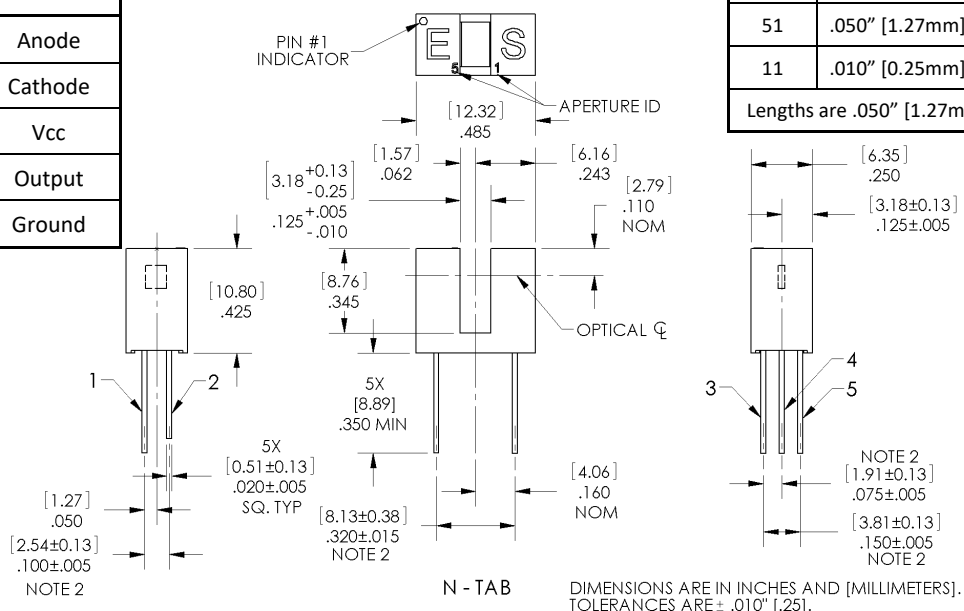 Anode
Cathode
Vcc
Output
Ground
51 .050” [1.27mm]
11 .010” [0.25mm]
Lengths are .050” [1.27m
PIN #1
INDICATOR
E S
5 1
APERTURE ID
[12.32]
.485
[1.57]
.062
[6.16]
.243
[3.18 +0.13 -0.25]
.125 +.005 -.010
[2.79]
.110
NOM
[6.35]
.250
[3.18±0.13]
.125±.005
[10.80]
.425
[8.76]
.345
OPTICAL ℄
1 2
5X
[8.89]
.350 MIN
3 4 5
5X
[0.51±0.13]
.020±.005
SQ. TYP
[1.27]
.050
[2.54±0.13]
.100±.005
NOTE 2
[8.13±0.38]
.320±.015
NOTE 2
[4.06]
.160
NOM
NOTE 2
[1.91±0.13]
.075±.005
[3.81±0.13]
.150±.005
NOTE 2
N - TAB
DIMENSIONS ARE IN INCHES AND [MILLIMETERS].
TOLERANCES ARE ± .010" [.25].